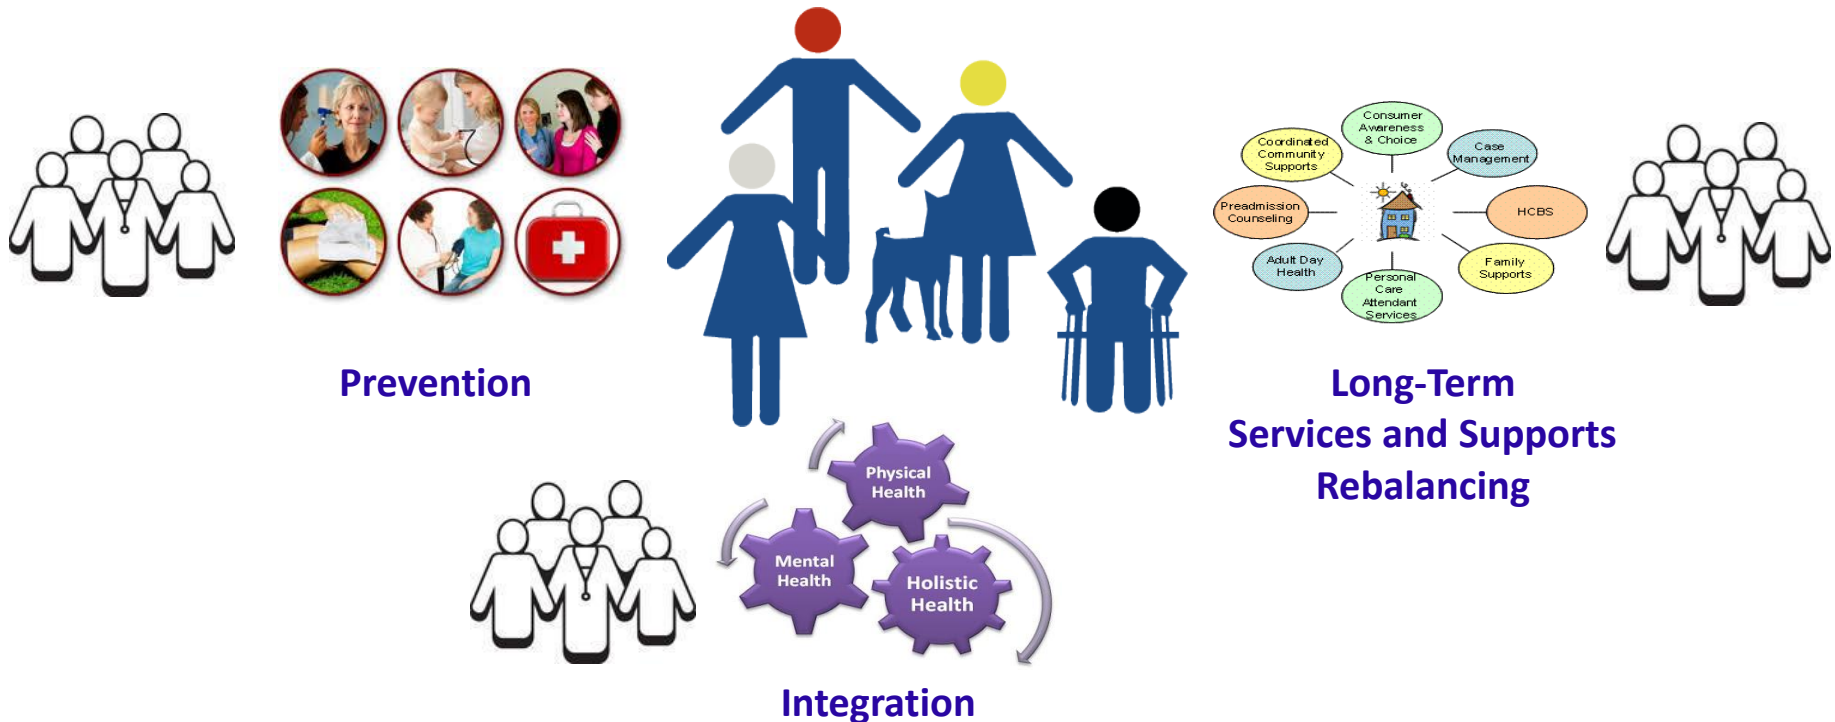 Prevention
Consumer
Awareness
& Choice
Coordinated
Community
Supports
Case
Management
Preadmission
Counseling
HCBS
Adult Day
Health
Family
Supports
Personal
Care
Attendant
Services
Long-Term
Services and Supports
Rebalancing
Physical
Health
Mental
Health
Holistic
Health
Integration